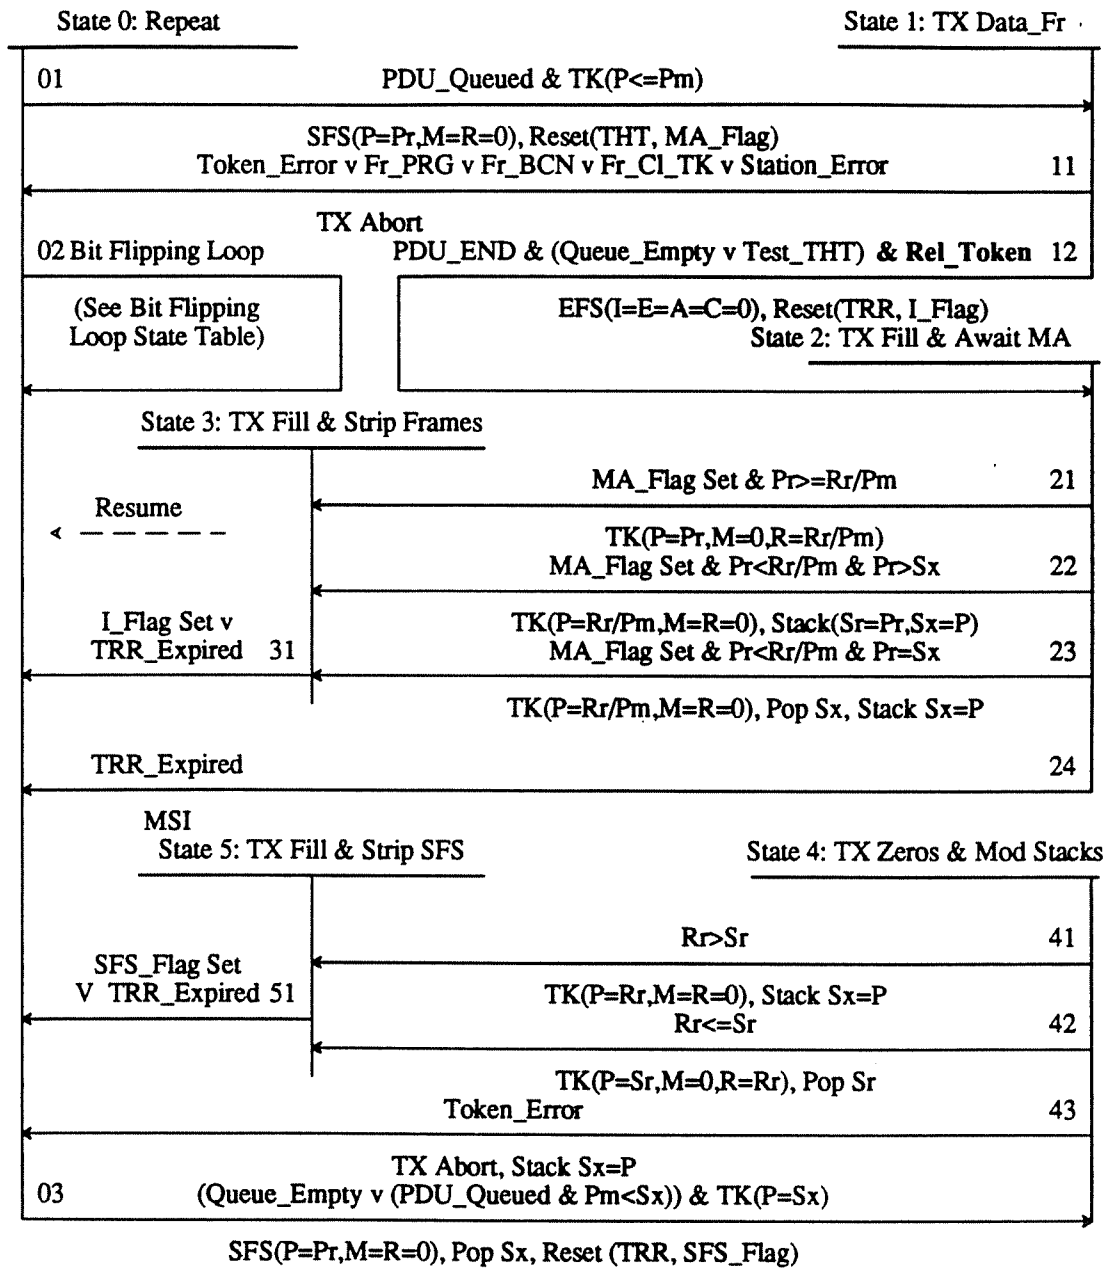 State 0: Repeat
State 1: TX Data_Fr
01
PDU_Queued & TK(P<=Pm)
SFS(P=Pr,M=R=0), Reset(THT, MA_Flag)
Token_Error v Fr_PRG v Fr_BCN v Fr_Cl_TK v Station_Error 11
TX Abort
02 Bit Flipping Loop
PDU_END & (Queue_Empty v Test_THT) & Rel_Token 12
(See Bit Flipping
Loop State Table)
EFS(I=E=A=C=0), Reset(TRR, I_Flag)
State 2: TX Fill & Await MA
State 3: TX Fill & Strip Frames
MA_Flag Set & Pr>=Rr/Pm 21
Resume
TK(P=Pr,M=0,R=Rr/Pm)
MA_Flag Set & Pr<Rr/Pm & Pr>Sx 22
I_Flag Set v
TRR_Expired 31
TK(P=Rr/Pm,M=R=0), Stack(Sr=Pr,Sx=P)
MA_Flag Set & Pr<Rr/Pm & Pr=Sx 23
TK(P=Rr/Pm,M=R=0), Pop Sx, Stack Sx=P
TRR_Expired 24
MSI
State 5: TX Fill & Strip SFS
State 4: TX Zeros & Mod Stacks
Rr>Sr 41
SFS_Flag Set
V TRR_Expired 51
TK(P=Rr,M=R=0), Stack Sx=P
Rr<=Sr 42
TK(P=Sr,M=0,R=Rr), Pop Sr
Token_Error 43
TX Abort, Stack Sx=P
03 (Queue_Empty v (PDU_Queued & Pm<Sx)) & TK(P=Sx)
SFS(P=Pr,M=R=0), Pop Sx, Reset (TRR, SFS_Flag)